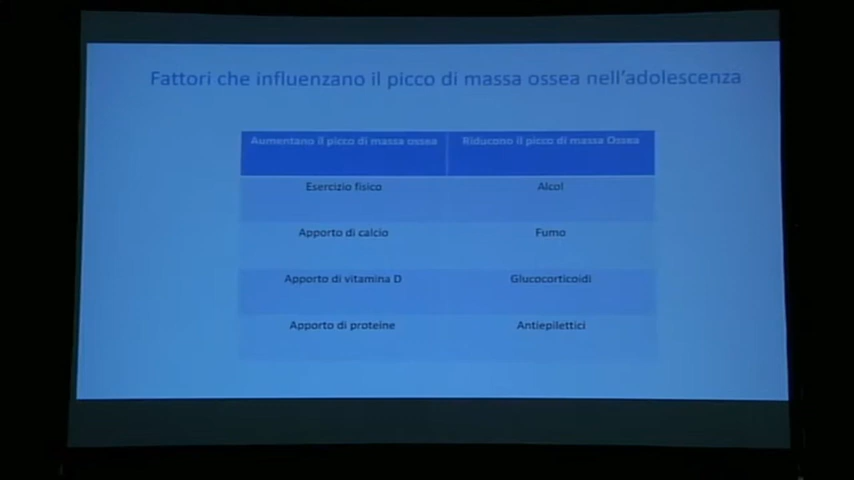 Fattori che influenzano il picco di massa ossea nell'adolescenza
Aumentano il picco di massa ossea Riducono il picco di massa Ossea
Esercizio fisico Alcol
Apporto di calcio Fumo
Apporto di vitamina D Glucocorticoidi
Apporto di proteine Antiepilettici